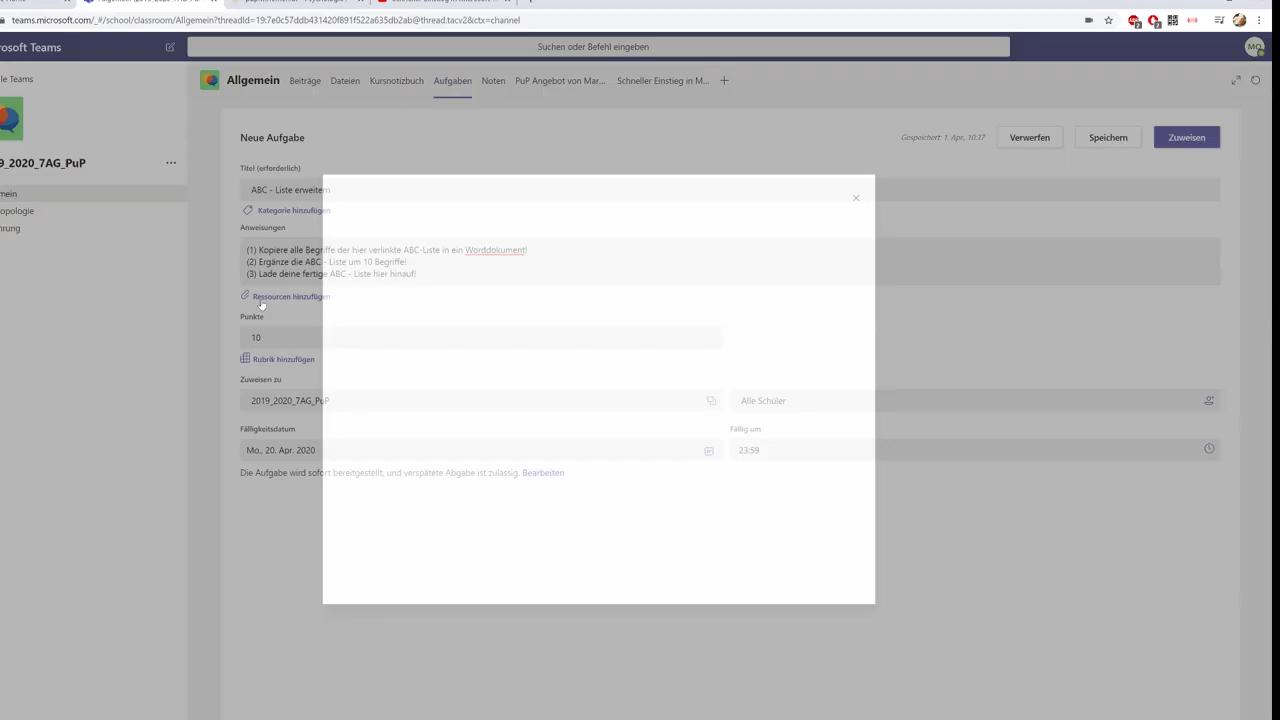 teams.microsoft.com/_#/school/classroom/Allgemein?threadId=19:7e0c57ddb431420f891f522a635db2ab@thread.tacv2&ctx=channel
Microsoft Teams
Suchen oder Befehl eingeben
MO
le Teams
Allgemein
Beiträge
Dateien
Kursnotizbuch
Aufgaben
Noten
PuP Angebot von Mar...
Schneller Einstieg in M...
9_2020_7AG_PuP
mein
opologie
hrung
Neue Aufgabe
Gespeichert: 1. Apr., 10:37
Verwerfen
Speichern
Zuweisen
Titel (erforderlich)
ABC - Liste erweitern
Kategorie hinzufügen
Anweisungen
(1) Kopiere alle Begriffe der hier verlinkte ABC-Liste in ein Worddokument!
(2) Ergänze die ABC - Liste um 10 Begriffe!
(3) Lade deine fertige ABC - Liste hier hinauf!
Ressourcen hinzufügen
Punkte
10
Rubrik hinzufügen
Zuweisen zu
2019_2020_7AG_PuP
Alle Schüler
Fälligkeitsdatum
Fällig um
Mo., 20. Apr. 2020
23:59
Die Aufgabe wird sofort bereitgestellt, und verspätete Abgabe ist zulässig. Bearbeiten